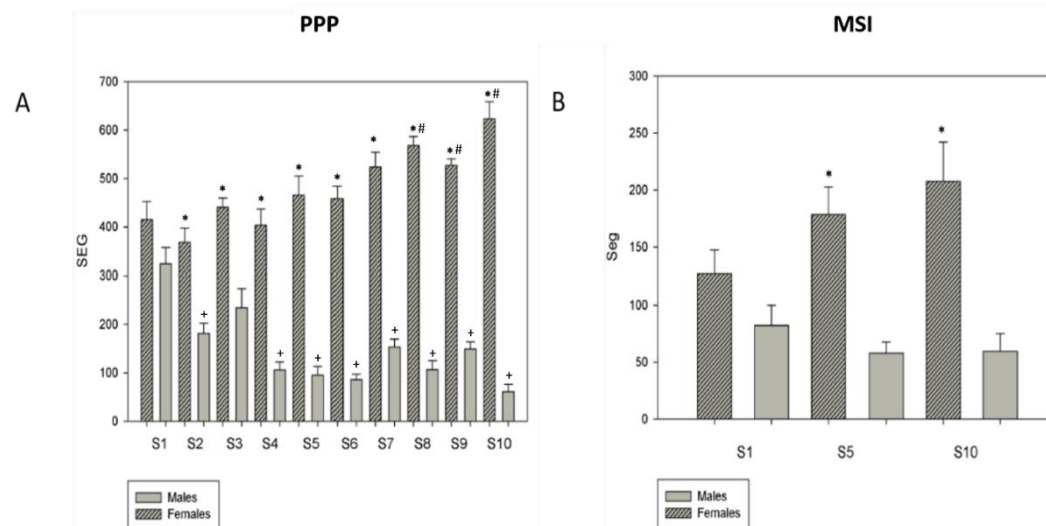 PPP
MSI
A
B
700
600
500
400
300
200
100
0
SEG
* * * * * * * *# *# *#
+ + + + + + + +
S1 S2 S3 S4 S5 S6 S7 S8 S9 S10
Males
Females
300
250
200
150
100
50
0
Seg
* *
S1 S5 S10
Males
Females